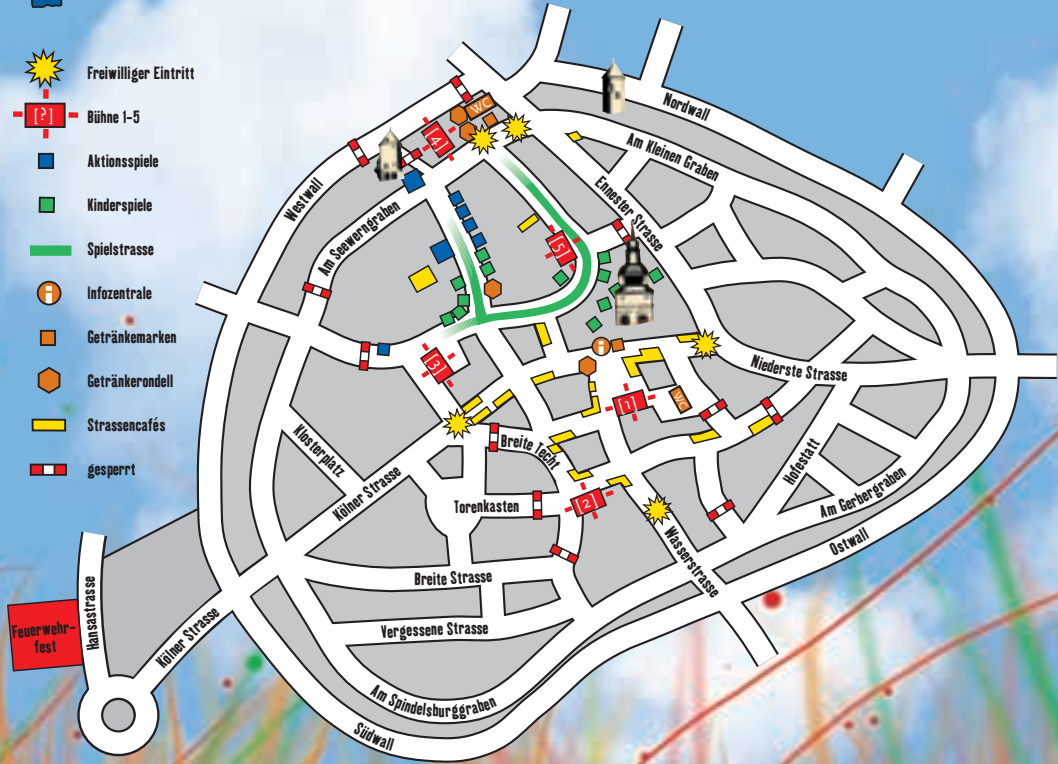 Freiwilliger Eintritt
[?]
Bühne 1-5
Aktionsspiele
Kinderspiele
Spielstrasse
i
Infozentrale
Getränkemarken
Getränkerondell
Strassencafés
gesperrt
Nordwall
Am Kleinen Graben
WC
[4]
Westwall
Am Seewerngraben
Ennester Strasse
[5]
i
[3]
Niederste Strasse
[1]
WC
Klosterplatz
Kölner Strasse
Breite Techt
Hofestatt
Torenkasten
[2]
Am Gerbergraben
Ostwall
Wasserstrasse
Breite Strasse
Vergessene Strasse
Hansastrasse
Feuerwehr-
fest
Kölner Strasse
Am Spindelsburggraben
Südwall